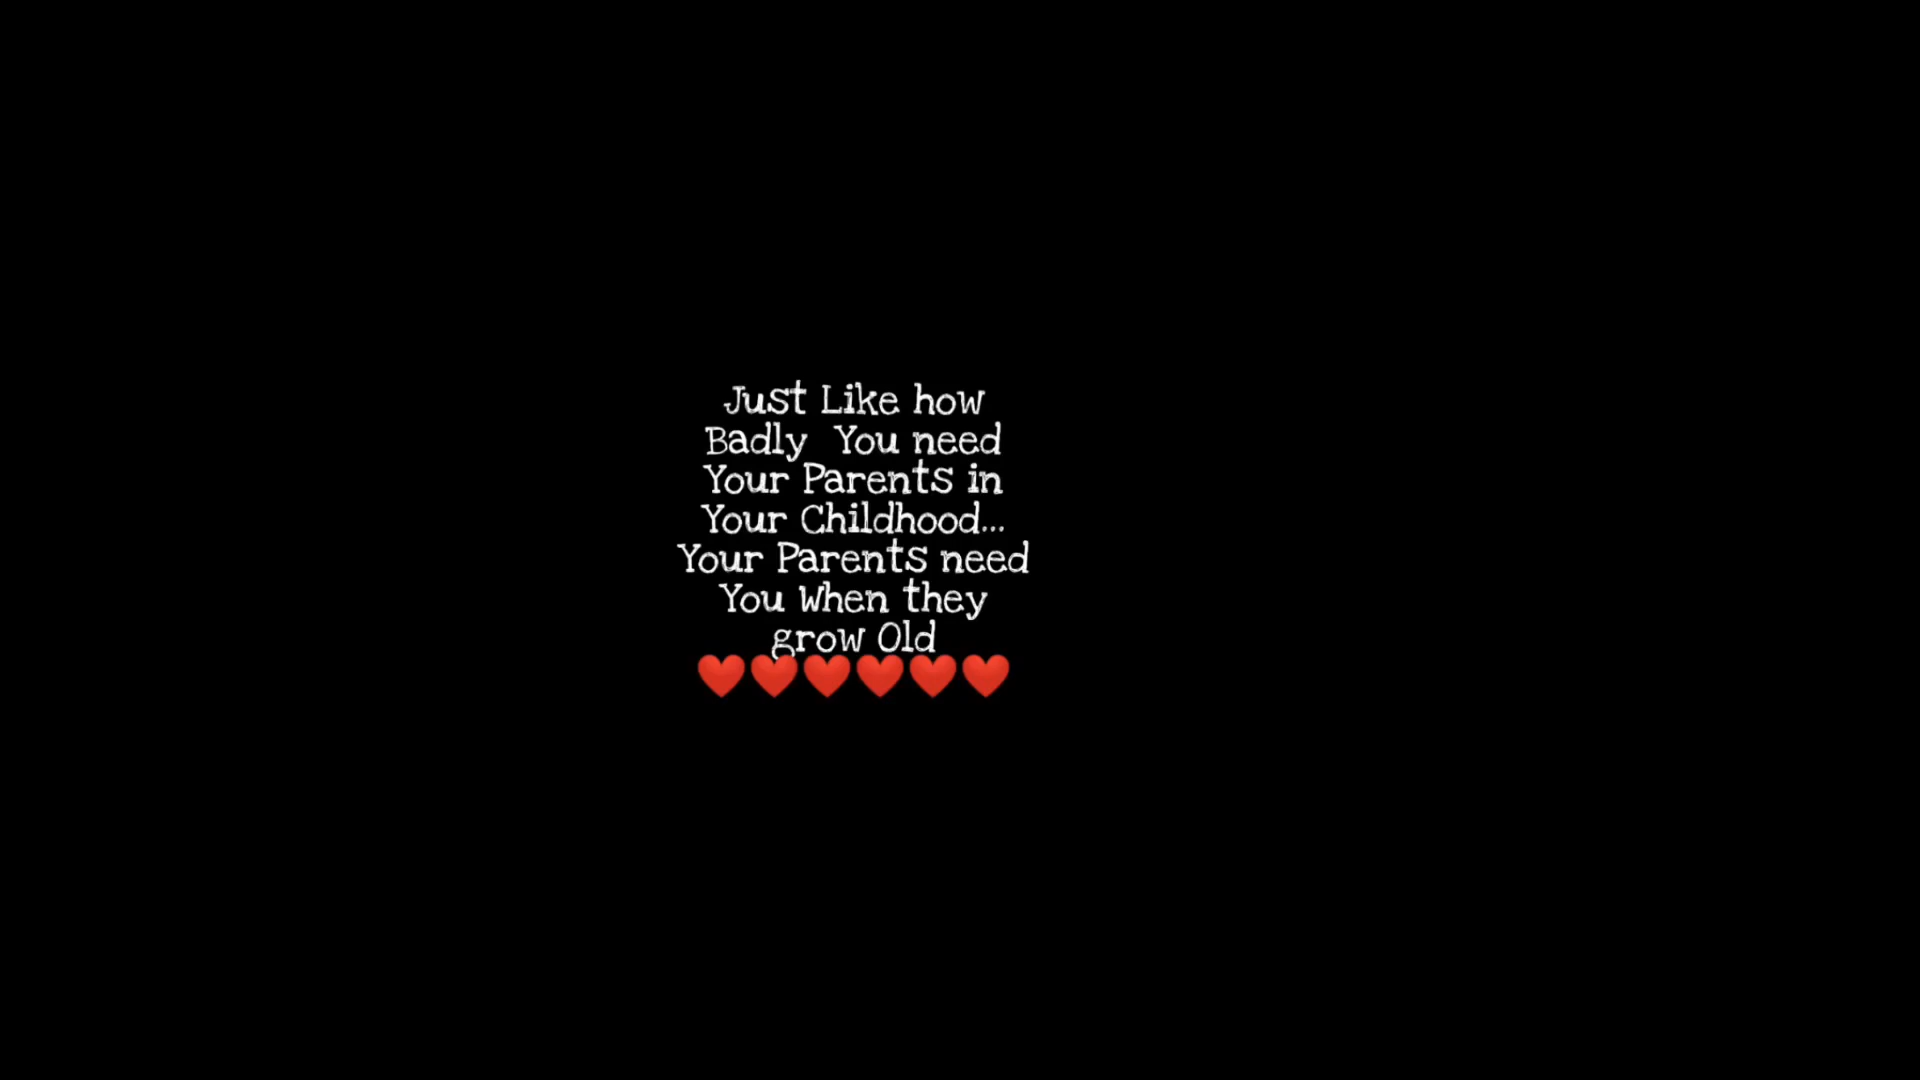 Just Like how
Badly  You need
Your Parents in
Your Childhood...
Your Parents need
You When they
grow Old
❤️❤️❤️❤️❤️❤️